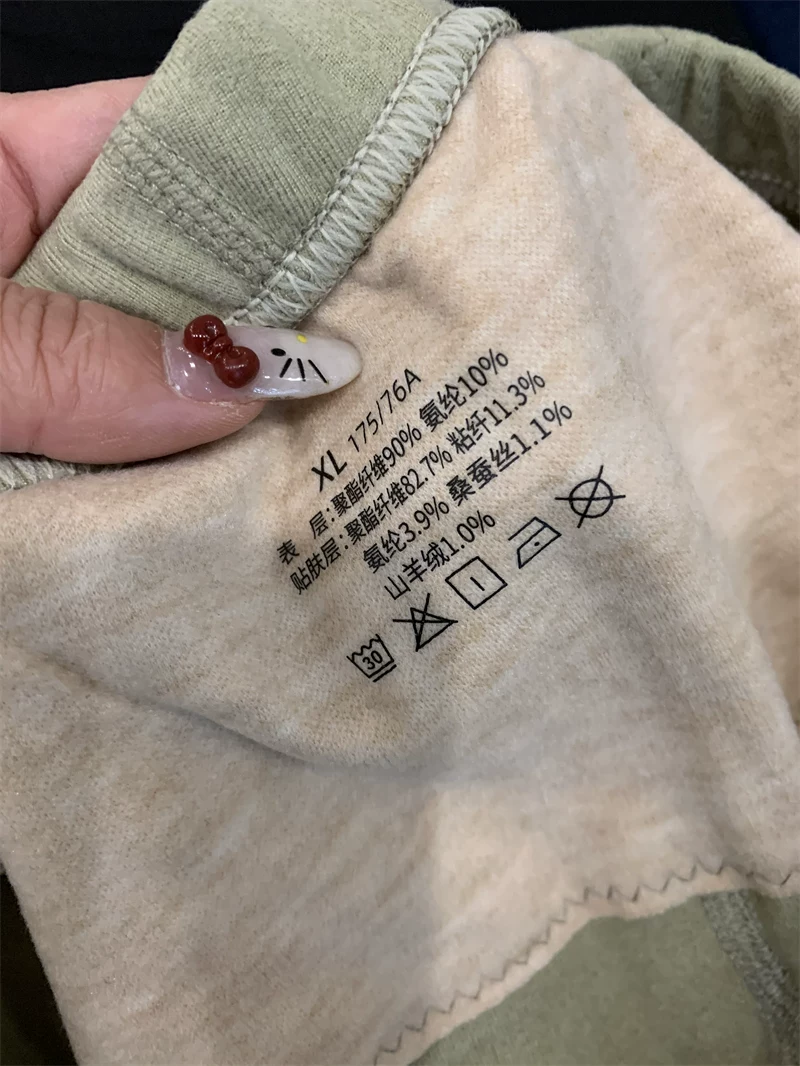 XL 175/76A
表 层:聚酯纤维90% 氨纶10%
贴肤层:聚酯纤维82.7% 粘纤11.3%
氨纶3.9% 桑蚕丝1.1%
山羊绒1.0%
30